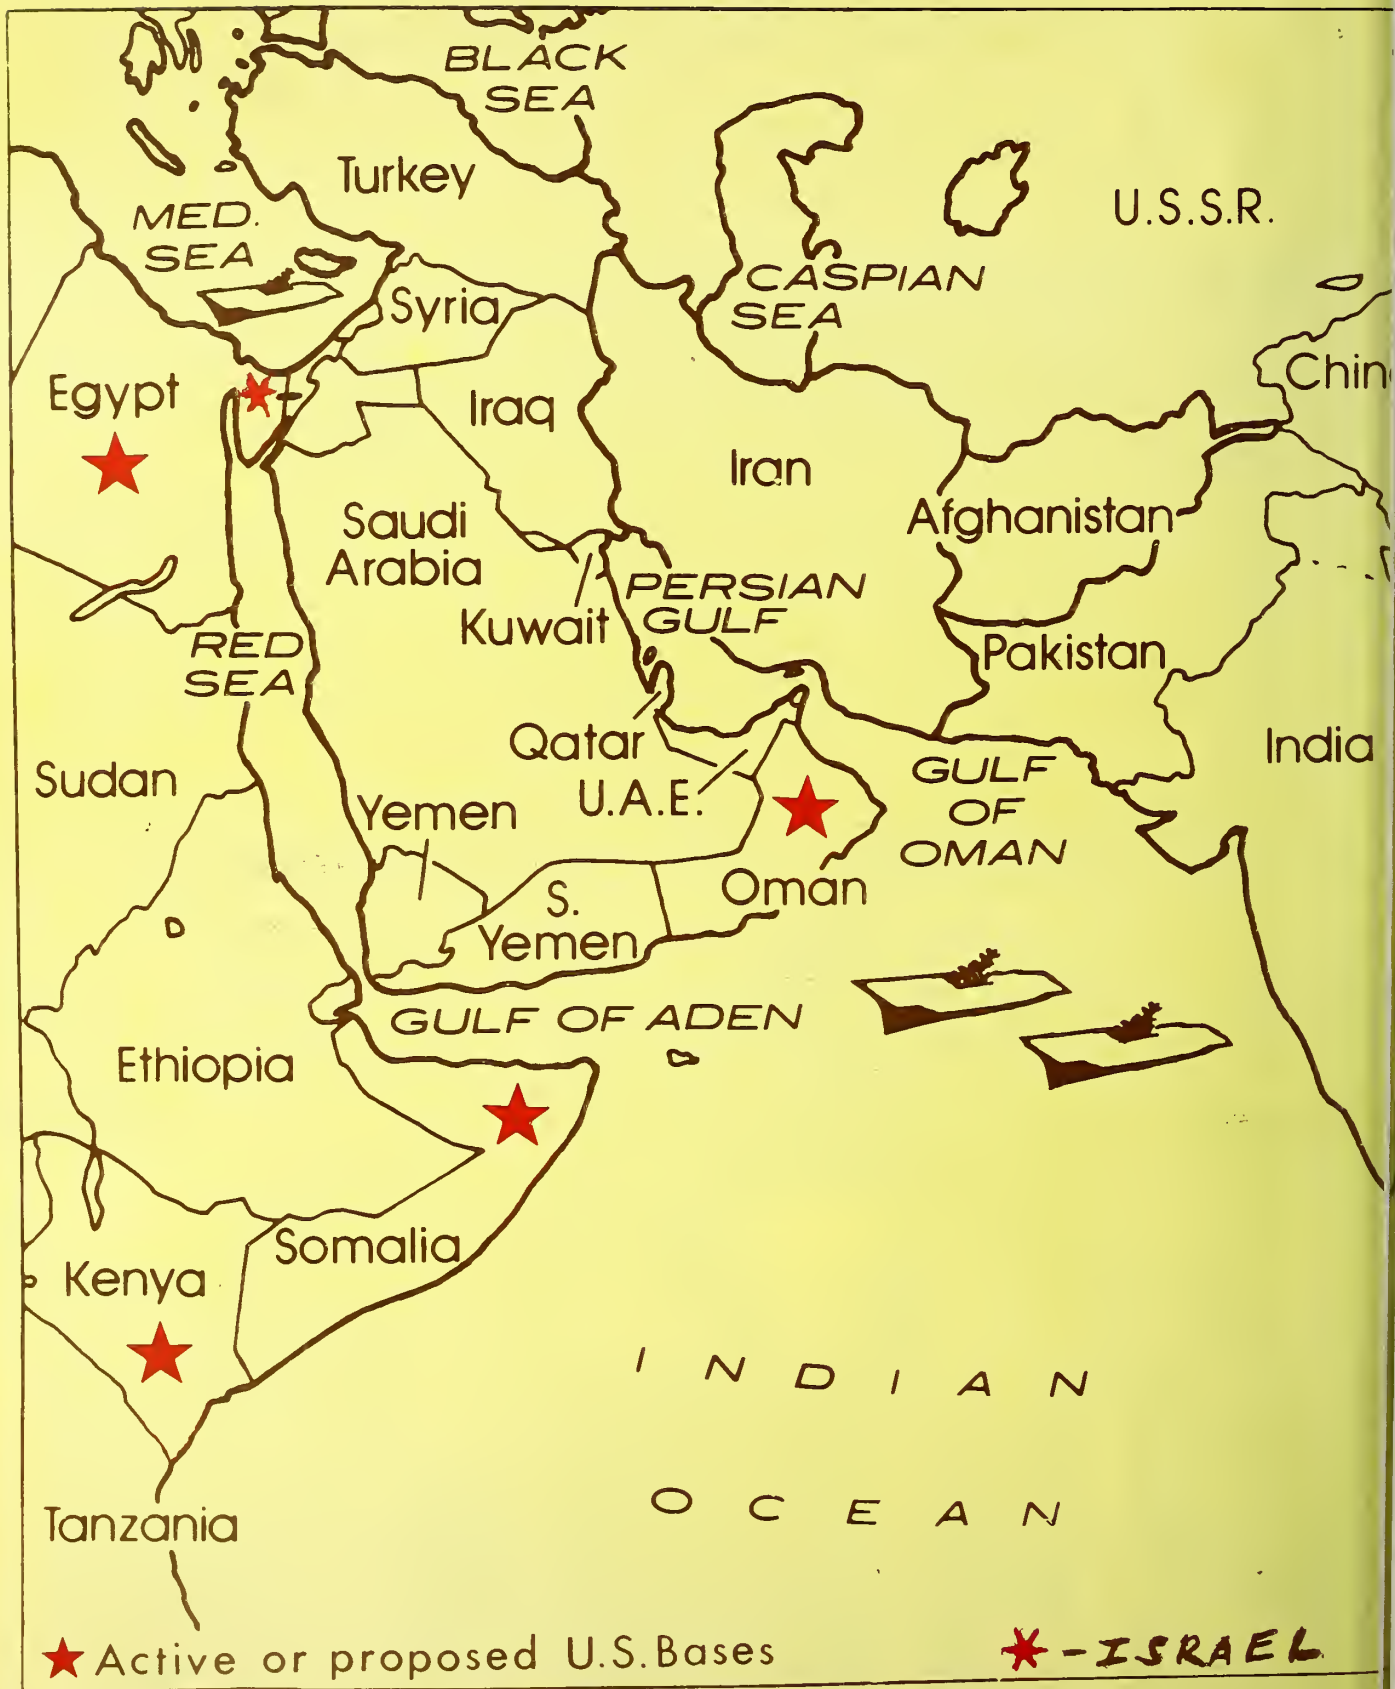 BLACK
SEA
Turkey
U.S.S.R.
MED.
SEA
CASPIAN
SEA
Syria
Chin
Egypt
Iraq
Iran
Afghanistan
Saudi
Arabia
Kuwait
PERSIAN
GULF
Pakistan
RED
SEA
Qatar
U.A.E.
India
Sudan
GULF
OF
OMAN
Yemen
Oman
S.
Yemen
GULF OF ADEN
Ethiopia
Somalia
Kenya
INDIAN
OCEAN
Tanzania
Active or proposed U.S. Bases
- ISRAEL